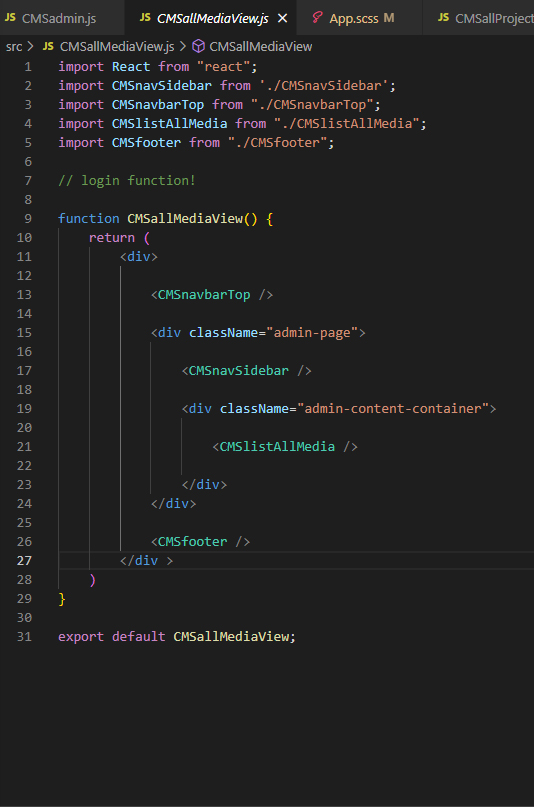 JS CMSadmin.js JS CMSallMediaView.js App.scss M JS CMSallProject
src > JS CMSallMediaView.js > CMSallMediaView
1 import React from "react";
2 import CMSnavSidebar from './CMSnavSidebar';
3 import CMSnavbarTop from "./CMSnavbarTop";
4 import CMSlistAllMedia from "./CMSlistAllMedia";
5 import CMSfooter from "./CMSfooter";
6
7 // login function!
8
9 function CMSallMediaView() {
10     return (
11         <div>
12
13             <CMSnavbarTop />
14
15             <div className="admin-page">
16
17                 <CMSnavSidebar />
18
19                 <div className="admin-content-container">
20
21                     <CMSlistAllMedia />
22
23                 </div>
24             </div>
25
26             <CMSfooter />
27         </div >
28     )
29 }
30
31 export default CMSallMediaView;